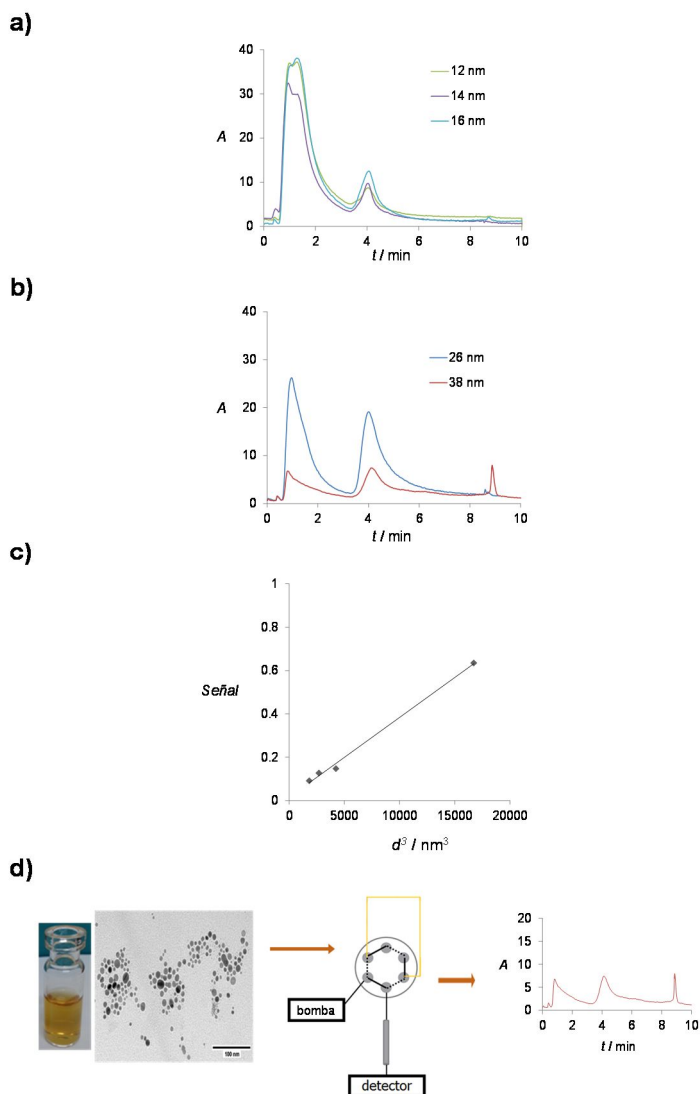 a)
40
12 nm
14 nm
30
16 nm
A
20
10
0
0 2 4 6 8 10
t / min
b)
40
26 nm
30
38 nm
A
20
10
0
0 2 4 6 8 10
t / min
c)
1
0.8
0.6
Señal
0.4
0.2
0
0 5000 10000 15000 20000
d³ / nm³
d)
100 nm
bomba
detector
20
15
A
10
5
0
0 2 4 6 8 10
t / min